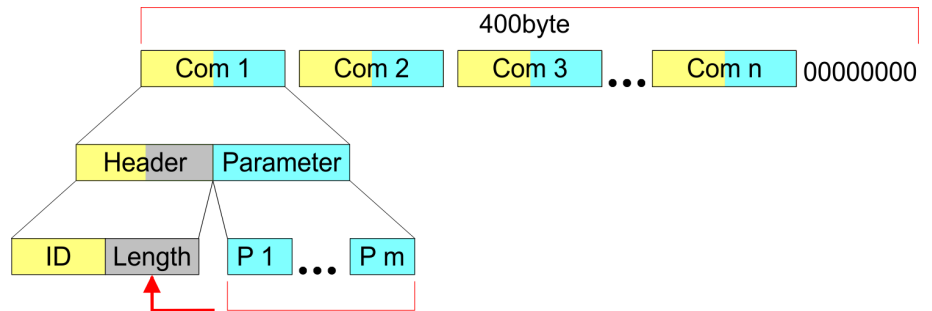 400byte
Com 1 Com 2 Com 3 ... Com n 00000000
Header Parameter
ID Length P 1 ... P m